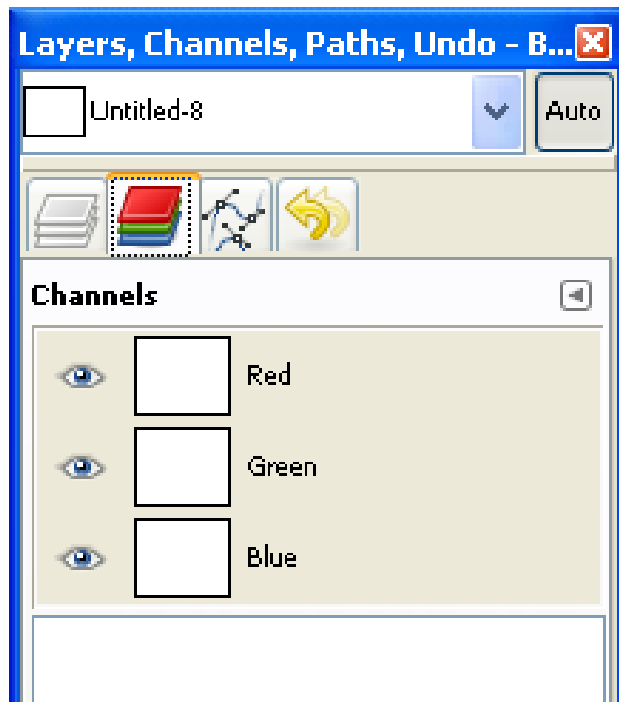 Layers, Channels, Paths, Undo - B...
Untitled-8
Auto
Channels
Red
Green
Blue